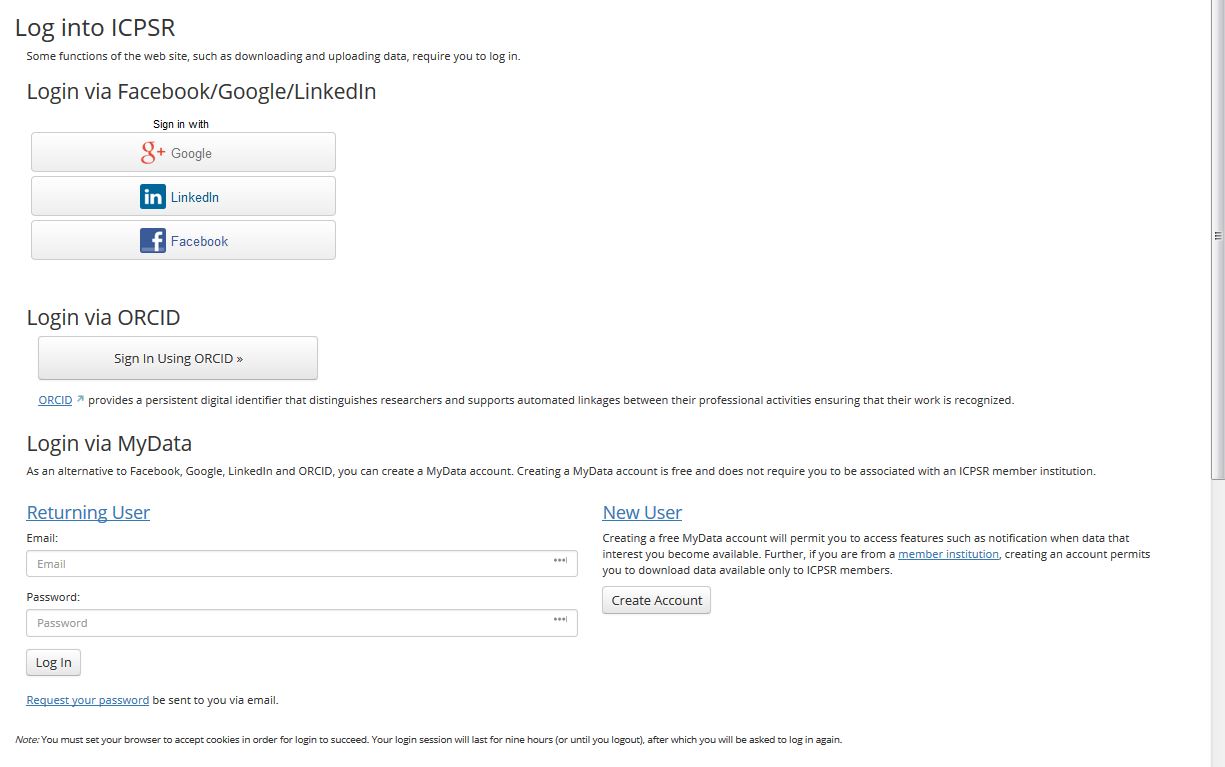 Log into ICPSR
Some functions of the web site, such as downloading and uploading data, require you to log in.
Login via Facebook/Google/LinkedIn
Sign in with
g+ Google
in LinkedIn
f Facebook
Login via ORCID
Sign In Using ORCID »
ORCID provides a persistent digital identifier that distinguishes researchers and supports automated linkages between their professional activities ensuring that their work is recognized.
Login via MyData
As an alternative to Facebook, Google, LinkedIn and ORCID, you can create a MyData account. Creating a MyData account is free and does not require you to be associated with an ICPSR member institution.
Returning User
Email:
Email
Password:
Password
Log In
Request your password be sent to you via email.
New User
Creating a free MyData account will permit you to access features such as notification when data that
interest you become available. Further, if you are from a member institution, creating an account permits
you to download data available only to ICPSR members.
Create Account
Note: You must set your browser to accept cookies in order for login to succeed. Your login session will last for nine hours (or until you logout), after which you will be asked to log in again.